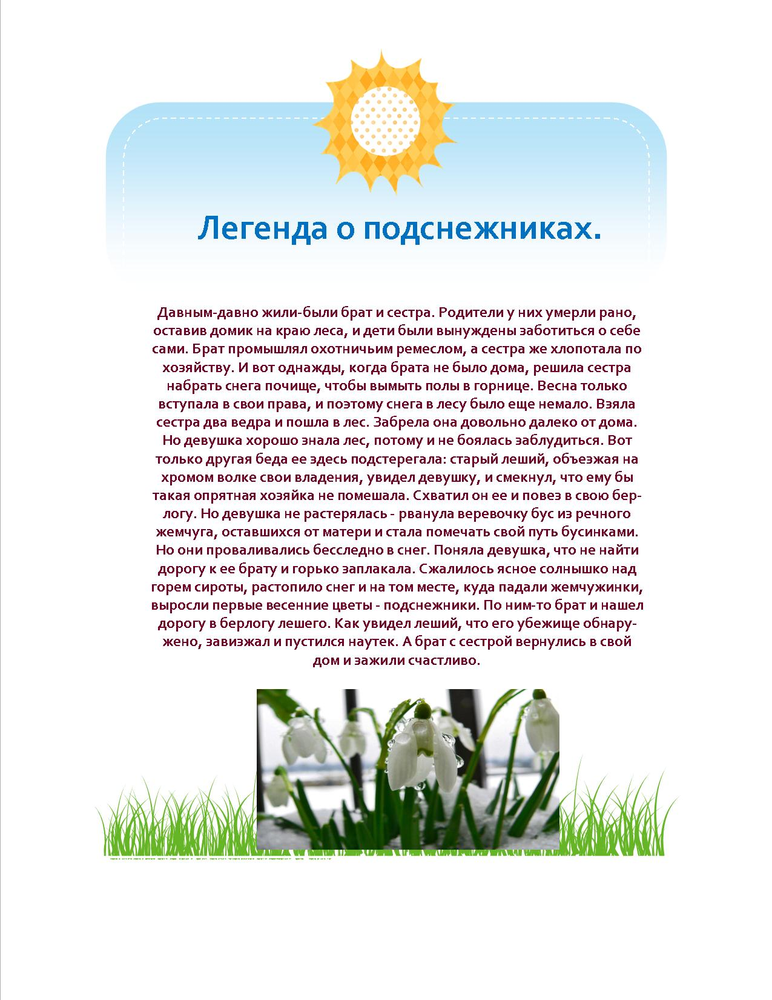 Легенда о подснежниках.
Давным-давно жили-были брат и сестра. Родители у них умерли рано,
оставив домик на краю леса, и дети были вынуждены заботиться о себе
сами. Брат промышлял охотничьим ремеслом, а сестра же хлопотала по
хозяйству. И вот однажды, когда брата не было дома, решила сестра
набрать снега почище, чтобы вымыть полы в горнице. Весна только
вступала в свои права, и поэтому снега в лесу было еще немало. Взяла
сестра два ведра и пошла в лес. Забрела она довольно далеко от дома.
Но девушка хорошо знала лес, потому и не боялась заблудиться. Вот
только другая беда ее здесь подстерегала: старый леший, объезжая на
хромом волке свои владения, увидел девушку, и смекнул, что ему бы
такая опрятная хозяйка не помешала. Схватил он ее и повез в свою бер-
логу. Но девушка не растерялась - рванула веревочку бус из речного
жемчуга, оставшихся от матери и стала помечать свой путь бусинками.
Но они проваливались бесследно в снег. Поняла девушка, что не найти
дорогу к ее брату и горько заплакала. Сжалилось ясное солнышко над
горем сироты, растопило снег и на том месте, куда падали жемчужинки,
выросли первые весенние цветы - подснежники. По ним-то брат и нашел
дорогу в берлогу лешего. Как увидел леший, что его убежище обнару-
жено, завизжал и пустился наутек. А брат с сестрой вернулись в свой
дом и зажили счастливо.